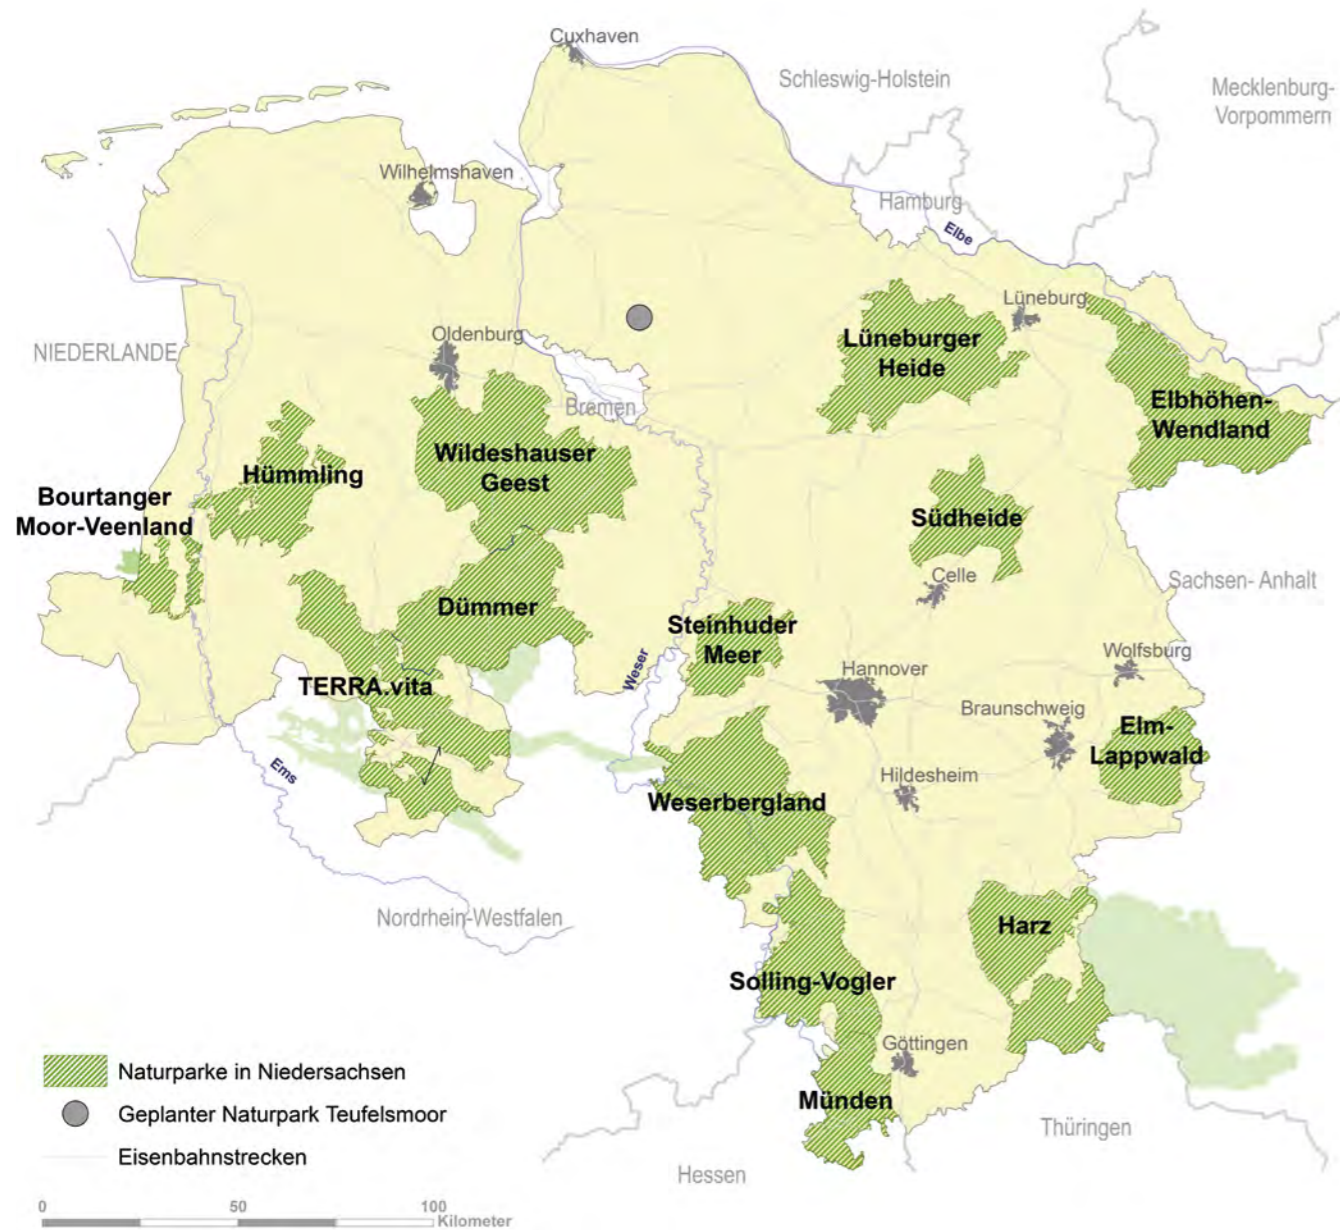 Cuxhaven
Schleswig-Holstein
Mecklenburg-
Vorpommern
Wilhelmshaven
Hamburg
Elbe
Lüneburg
Oldenburg
NIEDERLANDE
Lüneburger
Heide
Bremen
Elbhöhen-
Wendland
Wildeshauser
Geest
Hümmling
Bourtanger
Moor-Veenland
Südheide
Celle
Sachsen- Anhalt
Dümmer
Steinhuder
Meer
Weser
Hannover
Wolfsburg
TERRA.vita
Braunschweig
Elm-
Lappwald
Ems
Hildesheim
Weserbergland
Nordrhein-Westfalen
Harz
Solling-Vogler
Göttingen
Münden
Thüringen
Hessen
Naturparke in Niedersachsen
Geplanter Naturpark Teufelsmoor
Eisenbahnstrecken
0 50 100
Kilometer